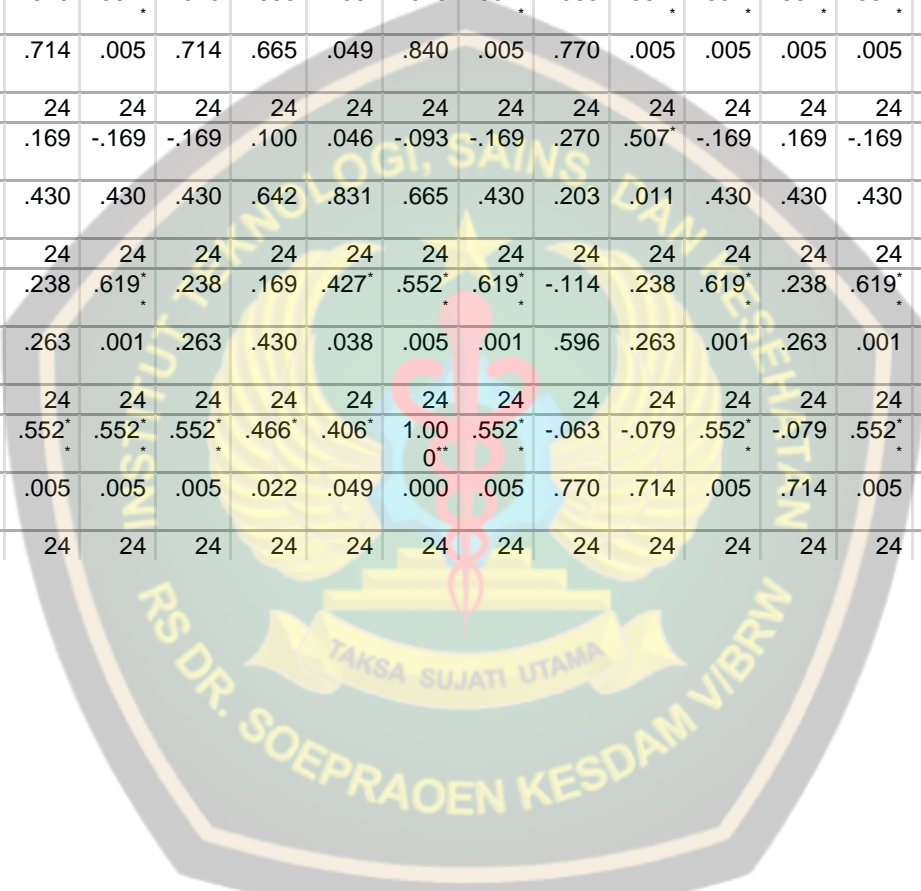 .714 .005 .714 .665 .049 .840 .005 .770 .005 .005 .005 .005
24 24 24 24 24 24 24 24 24 24 24 24
.169 -.169 -.169 .100 .046 -.093 -.169 .270 .507* -.169 .169 -.169
.430 .430 .430 .642 .831 .665 .430 .203 .011 .430 .430 .430
24 24 24 24 24 24 24 24 24 24 24 24
.238 .619** .238 .169 .427* .552** .619** -.114 .238 .619** .238 .619**
.263 .001 .263 .430 .038 .005 .001 .596 .263 .001 .263 .001
24 24 24 24 24 24 24 24 24 24 24 24
.552** .552** .552** .466* .406* 1.000** .552** -.063 -.079 .552** -.079 .552**
.005 .005 .005 .022 .049 .000 .005 .770 .714 .005 .714 .005
24 24 24 24 24 24 24 24 24 24 24 24
INSTITUT TEKNOLOGI, SAINS DAN KESEHATAN
TAKSA SUJATI UTAMA
RS DR. SOEPRAOEN KESDAM V/BRW